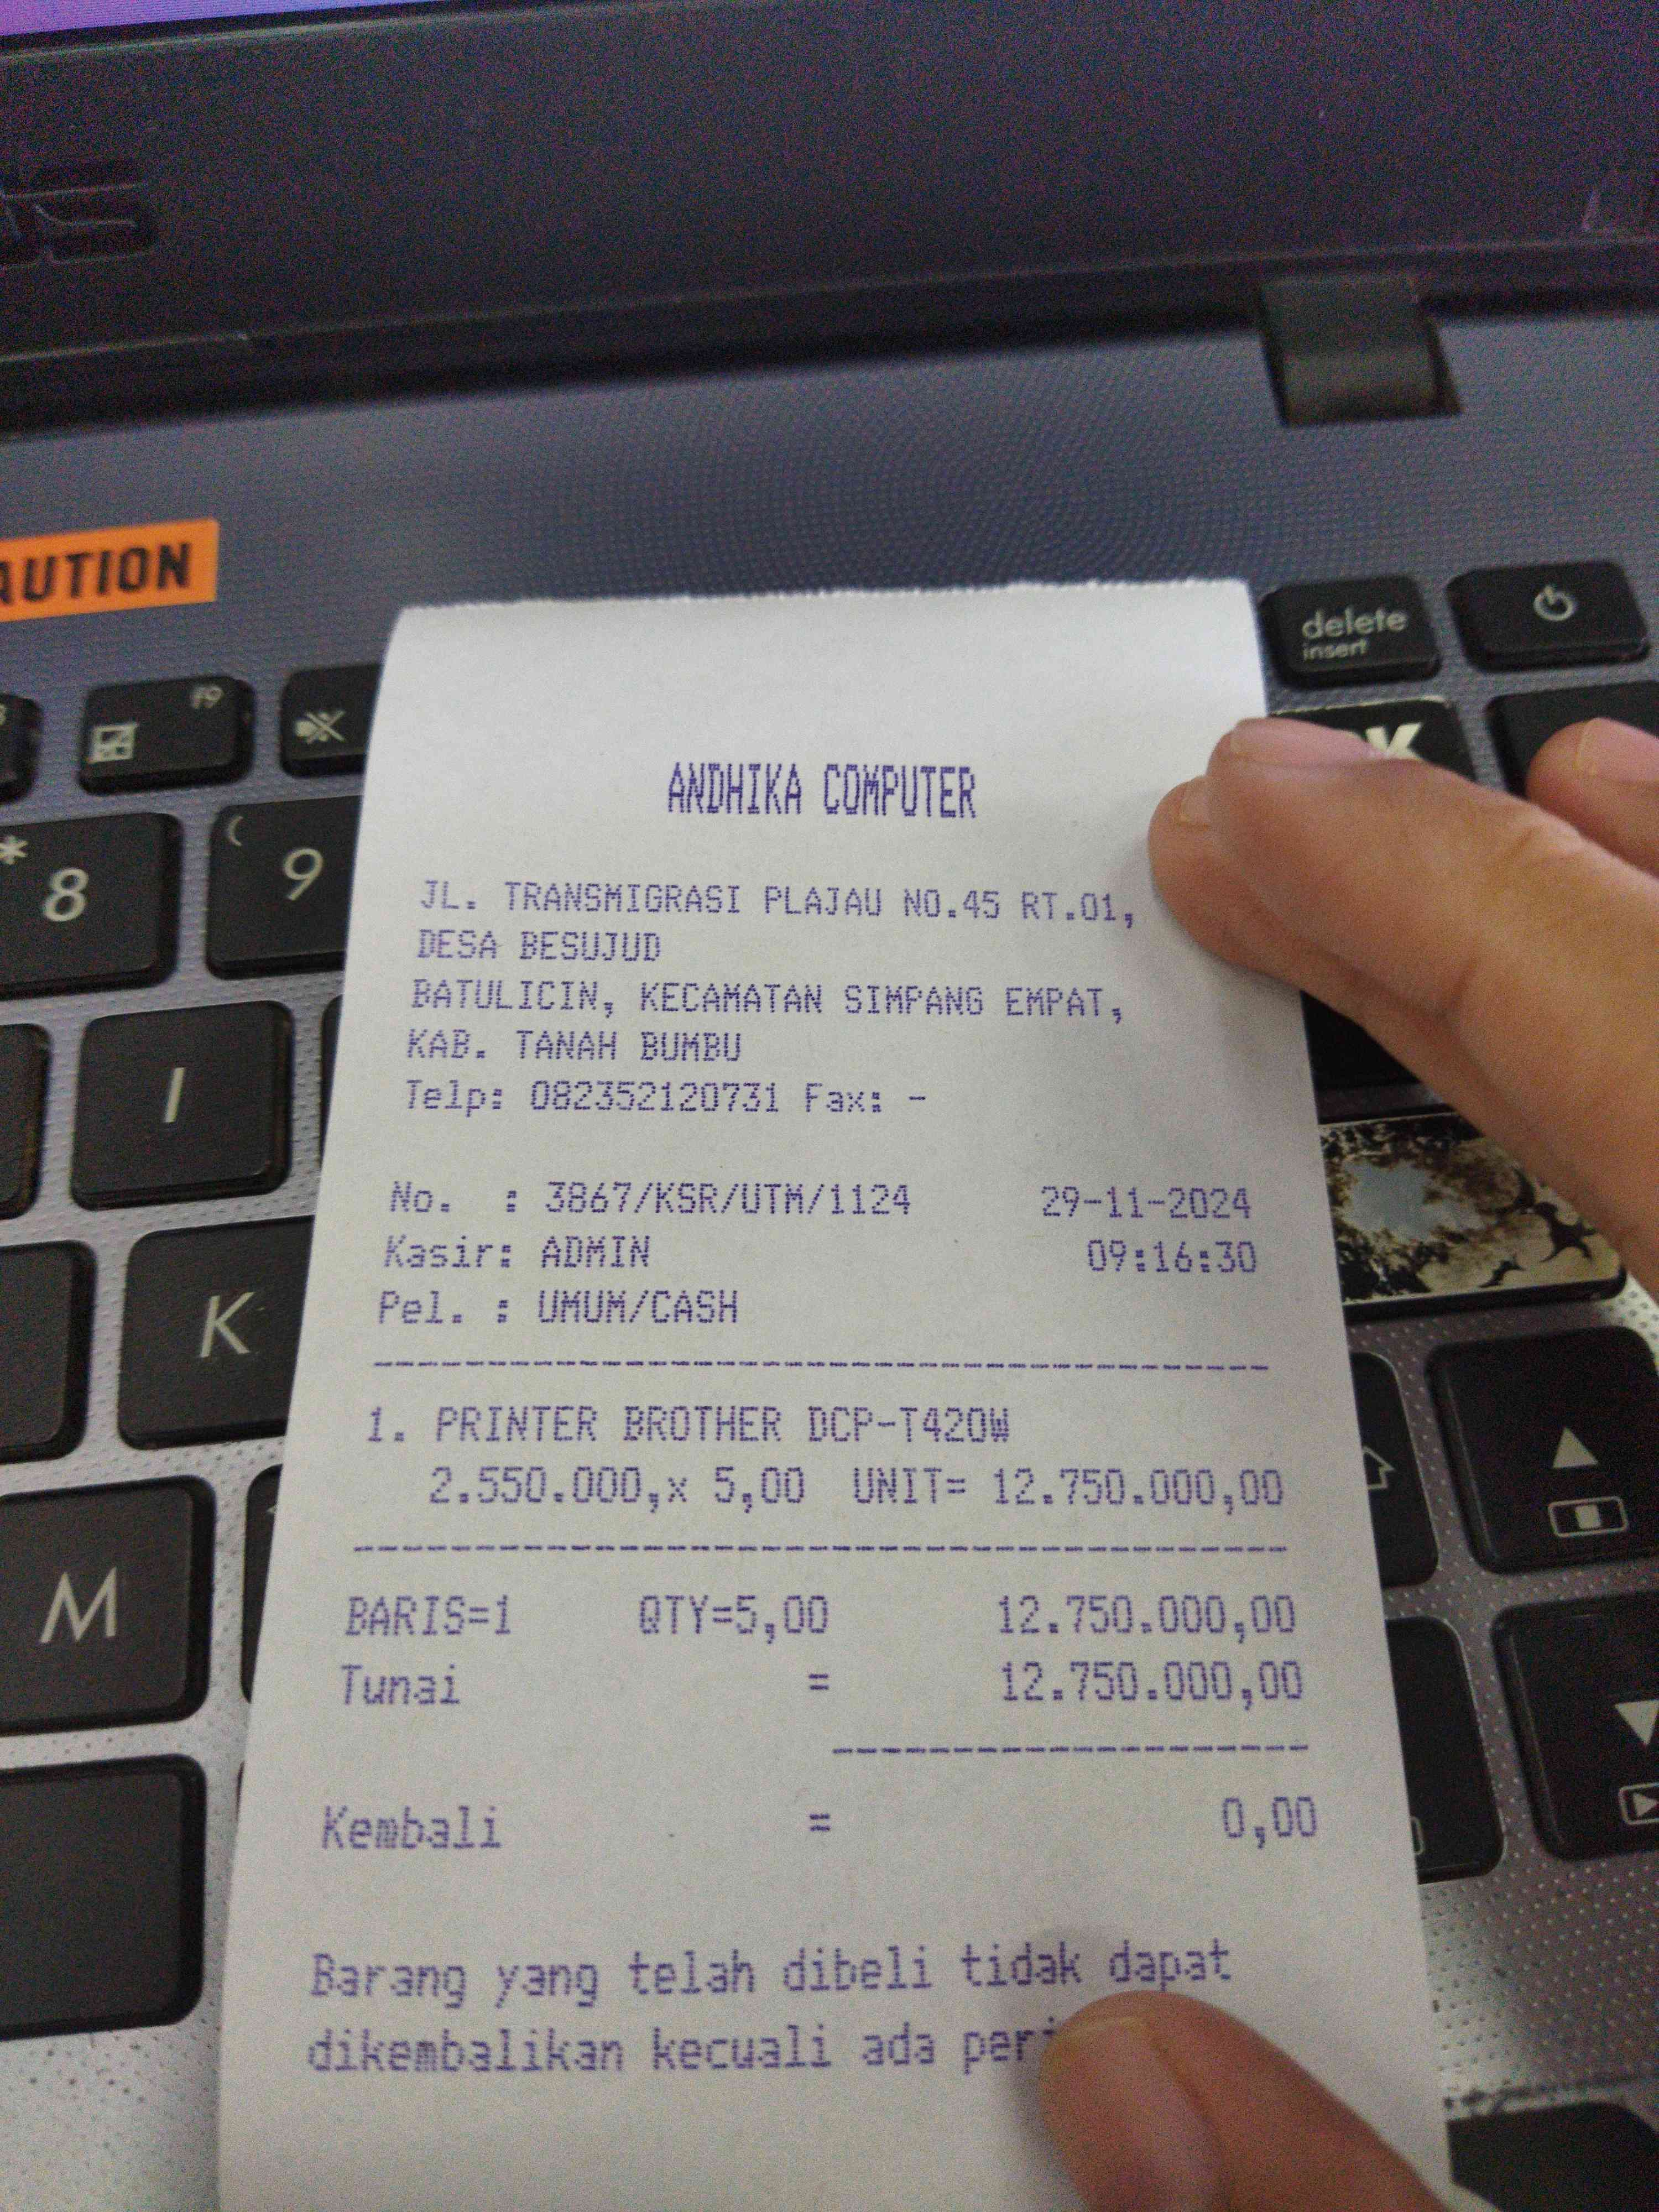 AUTION
delete
insert
F9
K
* 8
( 9
I
K
M
ANDHIKA COMPUTER
JL. TRANSMIGRASI PLAJAU NO.45 RT.01,
DESA BESUJUD
BATULICIN, KECAMATAN SIMPANG EMPAT,
KAB. TANAH BUMBU
Telp: 082352120731 Fax: -
No. : 3867/KSR/UTM/1124 29-11-2024
Kasir: ADMIN 09:16:30
Pel. : UMUM/CASH
1. PRINTER BROTHER DCP-T420W
2.550.000,x 5,00 UNIT= 12.750.000,00
BARIS=1 QTY=5,00 12.750.000,00
Tunai = 12.750.000,00
Kembali = 0,00
Barang yang telah dibeli tidak dapat
dikembalikan kecuali ada